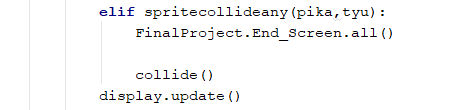 elif spritecollideany(pika,tyu):
FinalProject.End_Screen.all()
collide()
display.update()